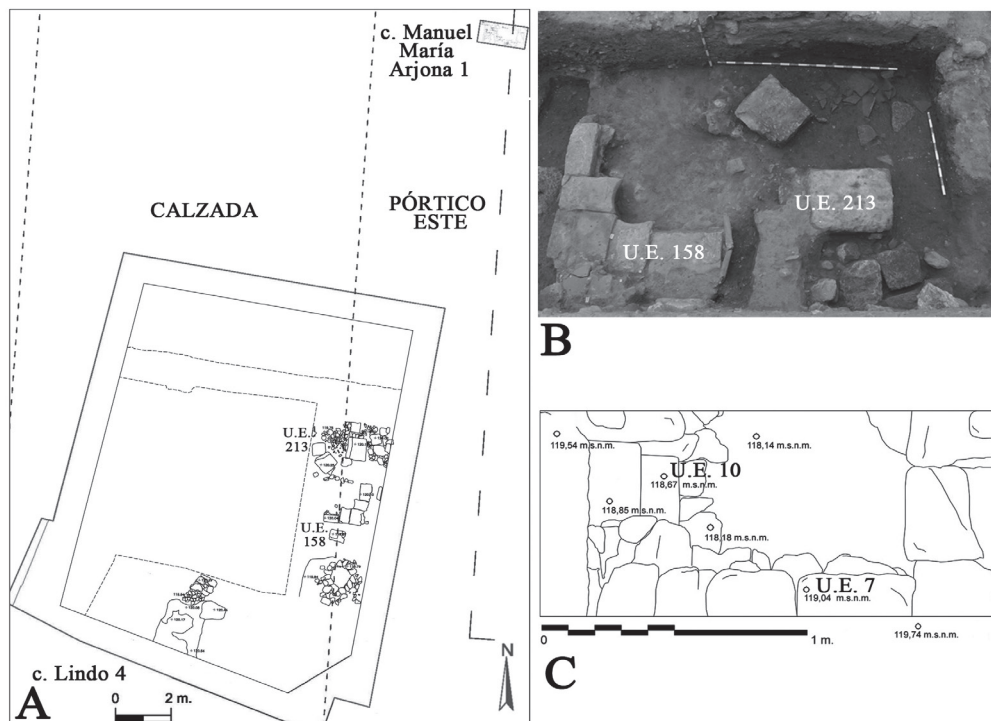 c. Manuel
María
Arjona 1
CALZADA
PÓRTICO
ESTE
U.E.
213
U.E.
158
c. Lindo 4
0 2 m.
N
A
U.E. 213
U.E. 158
B
119,54 m.s.n.m.
118,14 m.s.n.m.
U.E. 10
118,67 m.s.n.m.
118,85 m.s.n.m.
118,18 m.s.n.m.
U.E. 7
119,04 m.s.n.m.
119,74 m.s.n.m.
0 1 m.
C